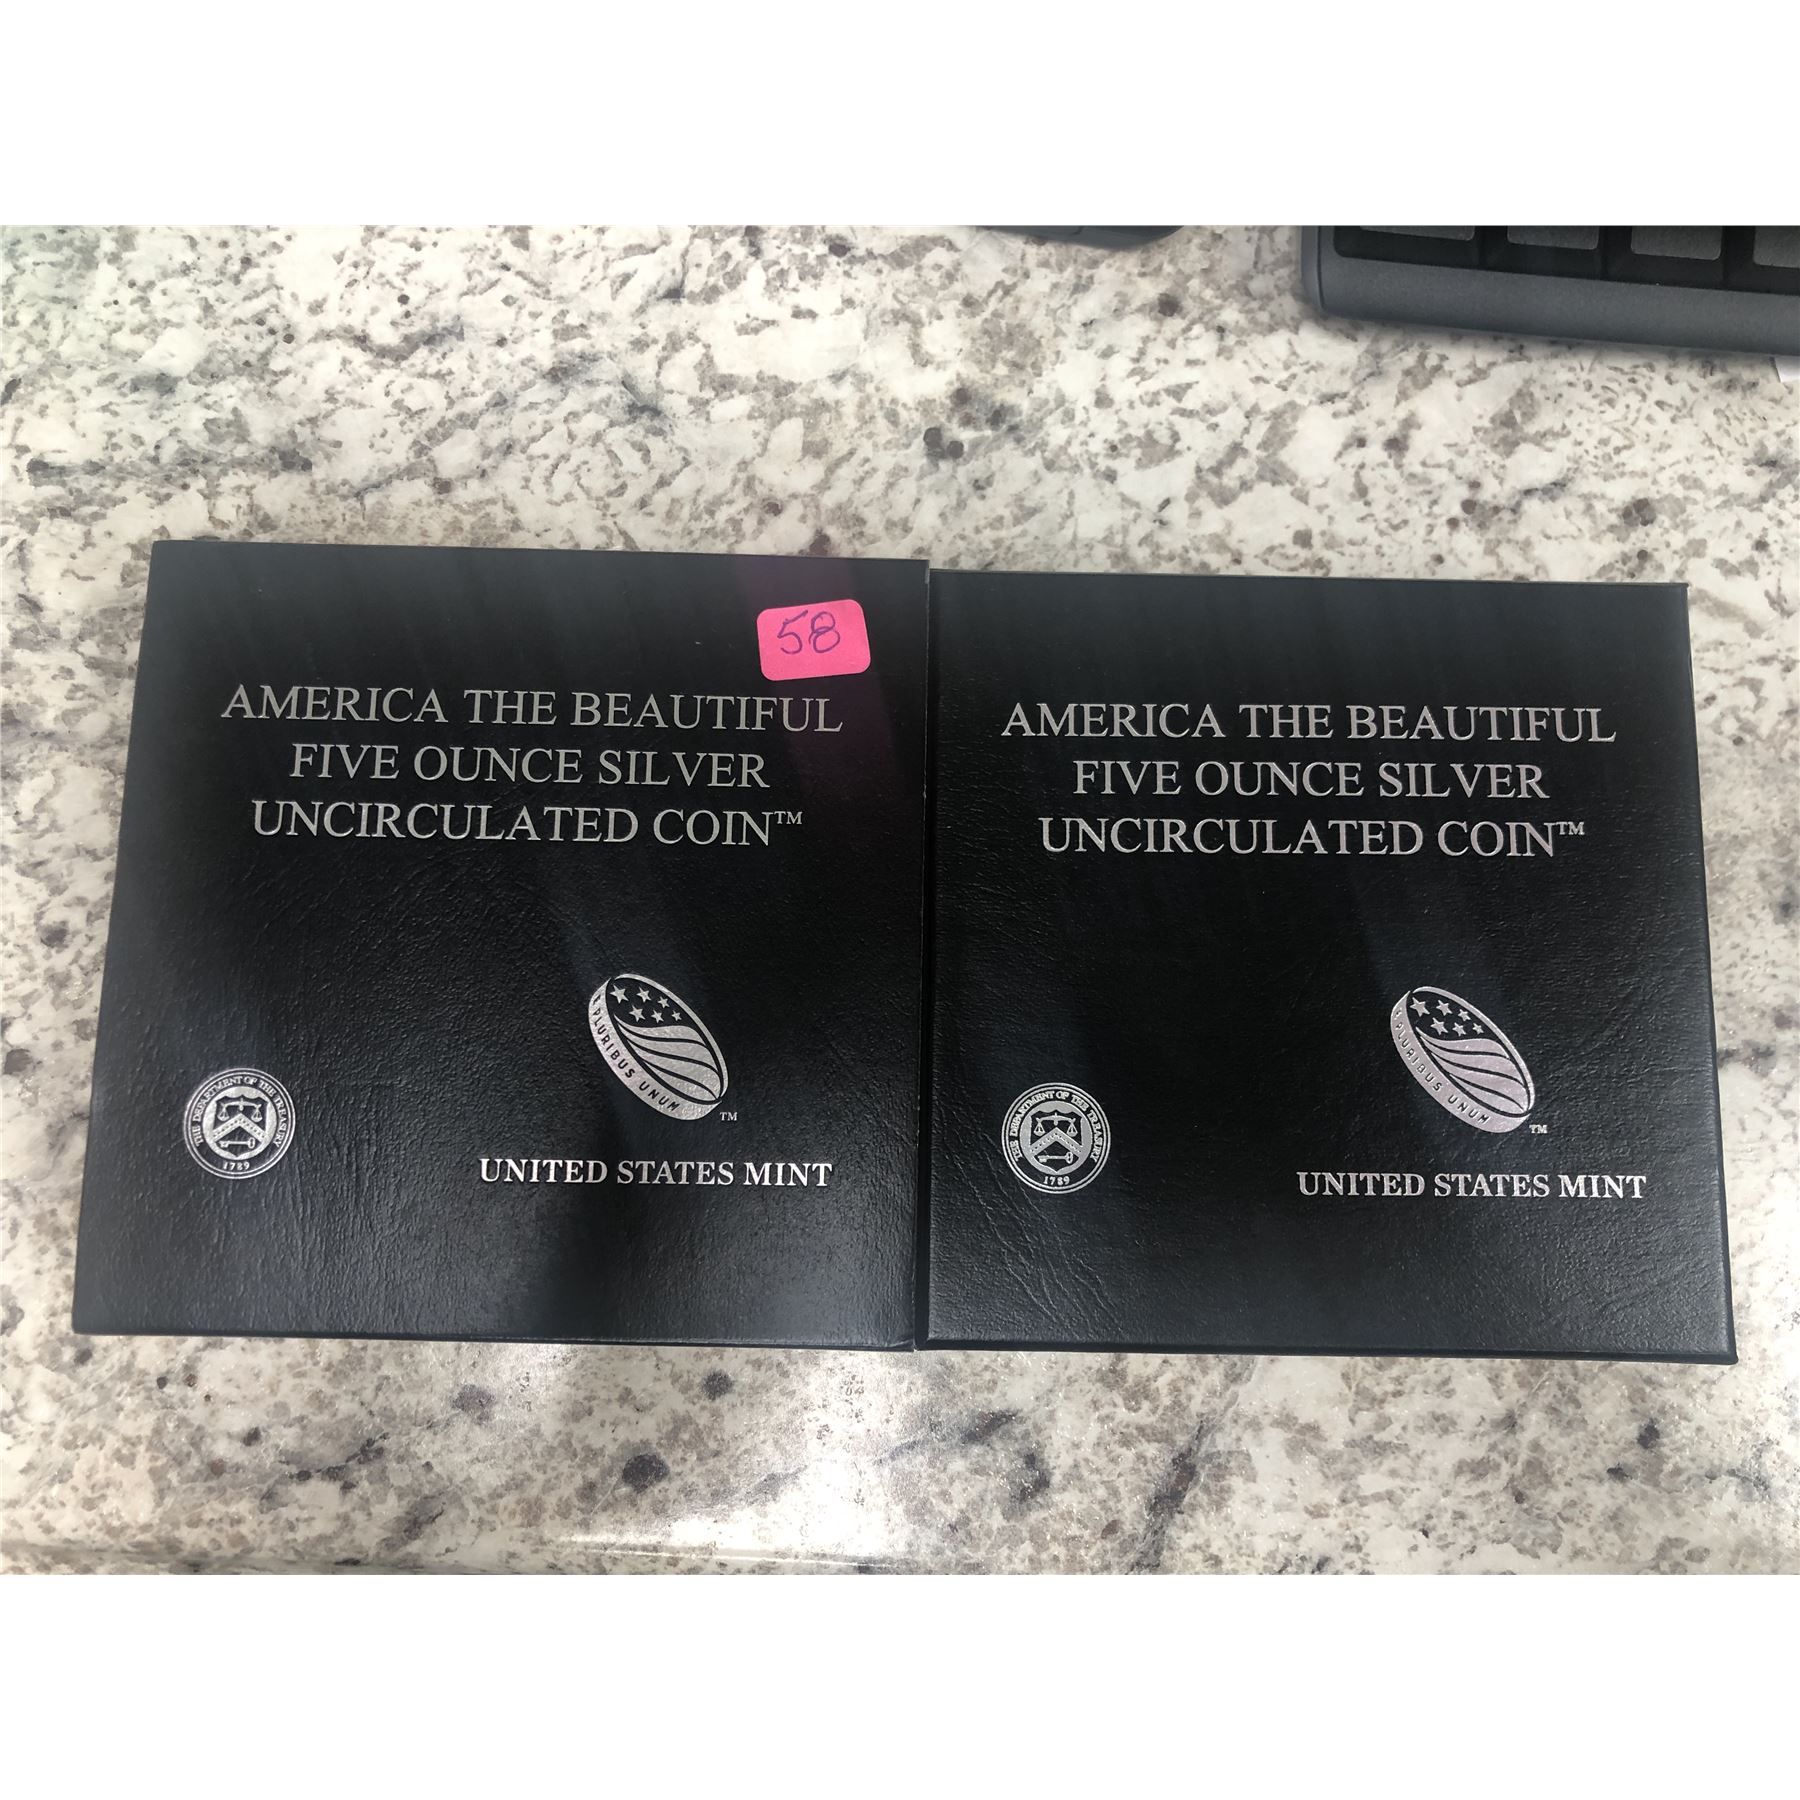 58
AMERICA THE BEAUTIFUL
FIVE OUNCE SILVER
UNCIRCULATED COIN™
PLURIBUS UNUM
TM
THE DEPARTMENT OF THE TREASURY
1789
UNITED STATES MINT
AMERICA THE BEAUTIFUL
FIVE OUNCE SILVER
UNCIRCULATED COIN™
PLURIBUS UNUM
TM
THE DEPARTMENT OF THE TREASURY
1789
UNITED STATES MINT